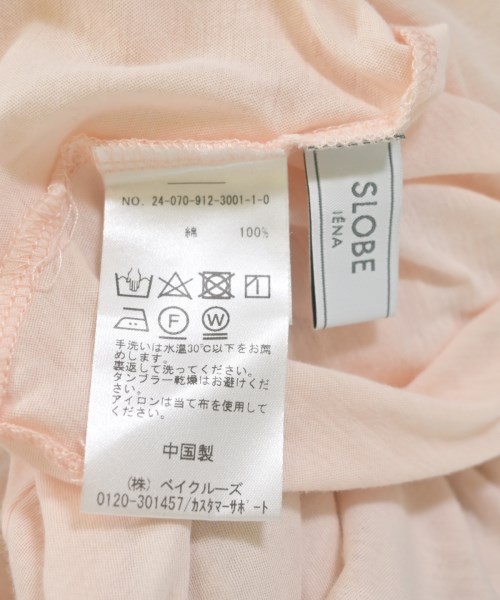 NO. 24-070-912-3001-1-0
綿 100%
F W
手洗いは水温30℃以下をお薦
めします。
裏返して洗ってください。
タンブラー乾燥はお避けくだ
さい。
アイロンは当て布を使用して
ください。
中国製
(株) ベイクルーズ
0120-301457/カスタマーサポート
SLOBE
IÉNA